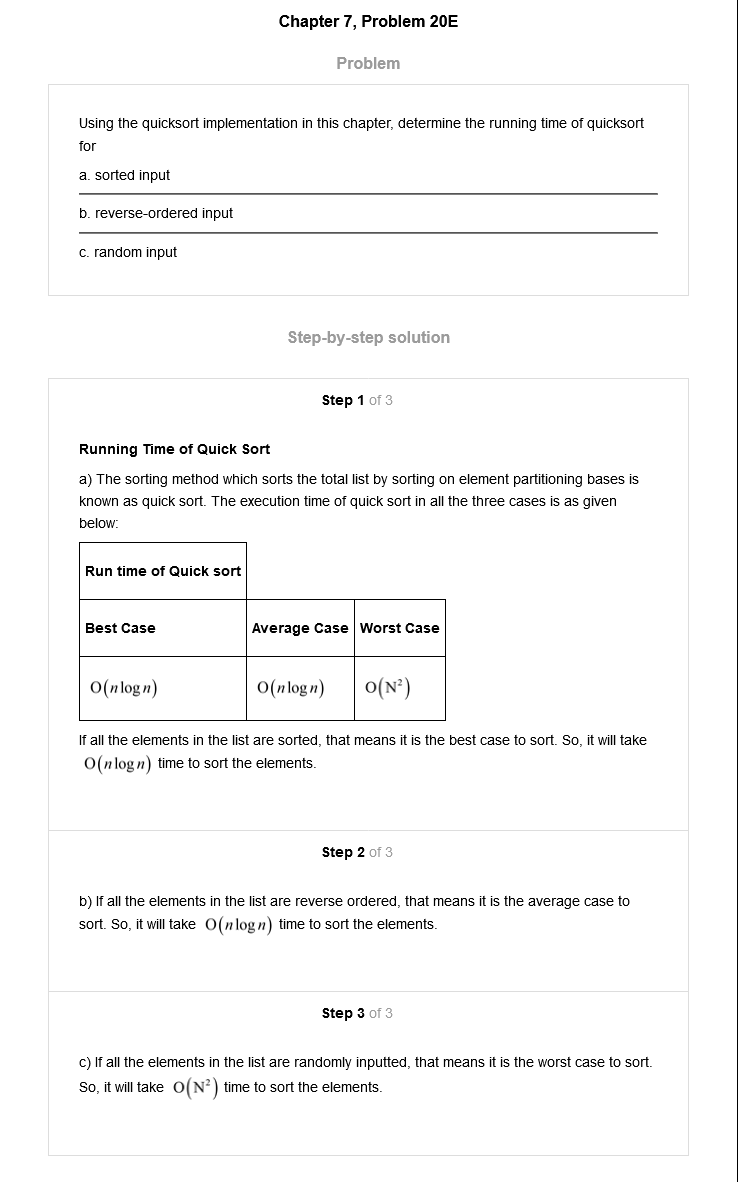 Chapter 7, Problem 20E
Problem
Using the quicksort implementation in this chapter, determine the running time of quicksort
for
a. sorted input
b. reverse-ordered input
c. random input
Step-by-step solution
Step 1 of 3
Running Time of Quick Sort
a) The sorting method which sorts the total list by sorting on element partitioning bases is
known as quick sort. The execution time of quick sort in all the three cases is as given
below:
Run time of Quick sort
Best Case Average Case Worst Case
O(n log n) O(n log n) O(N²)
If all the elements in the list are sorted, that means it is the best case to sort. So, it will take
O(n log n) time to sort the elements.
Step 2 of 3
b) If all the elements in the list are reverse ordered, that means it is the average case to
sort. So, it will take O(n log n) time to sort the elements.
Step 3 of 3
c) If all the elements in the list are randomly inputted, that means it is the worst case to sort.
So, it will take O(N²) time to sort the elements.